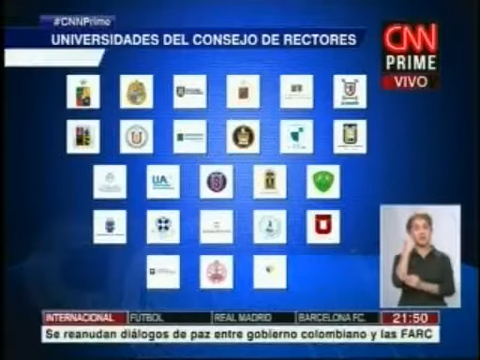 #CNNPrime
UNIVERSIDADES DEL CONSEJO DE RECTORES
CNN
PRIME
VIVO
UA
INTERNACIONAL FÚTBOL REAL MADRID BARCELONA FC. 21:50
Se reanudan diálogos de paz entre gobierno colombiano y las FARC